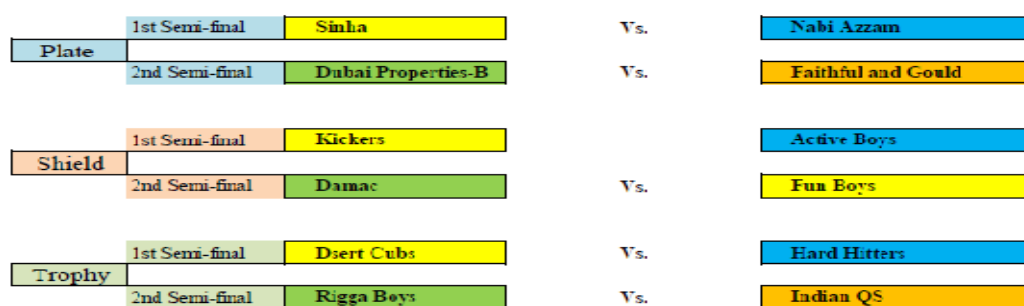 1st Semi-final Sinha Vs. Nabi Azzam
Plate
2nd Semi-final Dubai Properties-B Vs. Faithful and Gould
1st Semi-final Kickers Active Boys
Shield
2nd Semi-final Damac Vs. Fun Boys
1st Semi-final Dsert Cubs Vs. Hard Hitters
Trophy
2nd Semi-final Rigga Boys Vs. Indian QS